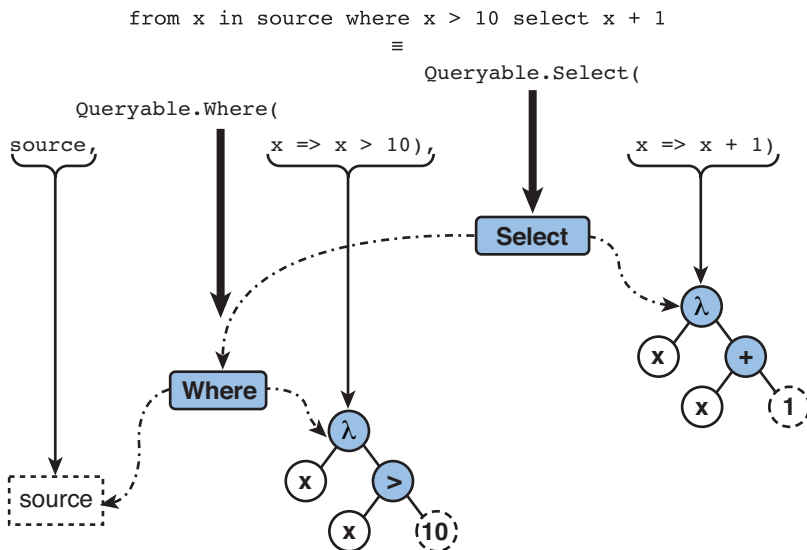 from x in source where x > 10 select x + 1
≡
Queryable.Select(
Queryable.Where(
source, x => x > 10), x => x + 1)
Select
λ
x +
Where
x 1
λ
x >
source
x 10